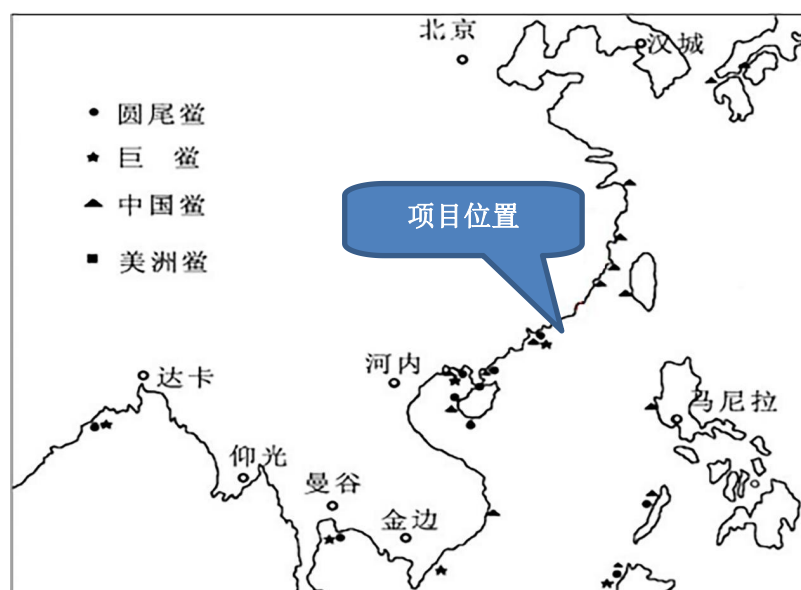 北京
汉城
圆尾鲎
巨 鲎
中国鲎
美洲鲎
项目位置
河内
达卡
马尼拉
仰光
曼谷
金边